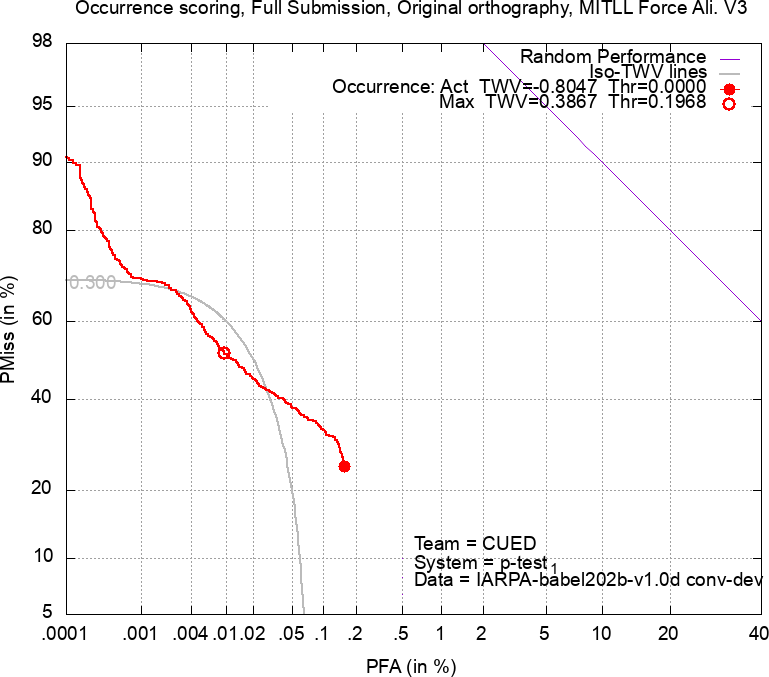 Occurrence scoring, Full Submission, Original orthography, MITLL Force Ali. V3
98
Random Performance
Iso-TWV lines
Occurrence: Act TWV=-0.8047 Thr=0.0000
Max TWV=0.3867 Thr=0.1968
95
90
80
0.300
60
40
20
10
5
PMiss (in %)
Team = CUED
System = p-test1
Data = IARPA-babel202b-v1.0d conv-dev
.0001 .001 .004 .01 .02 .05 .1 .2 .5 1 2 5 10 20 40
PFA (in %)